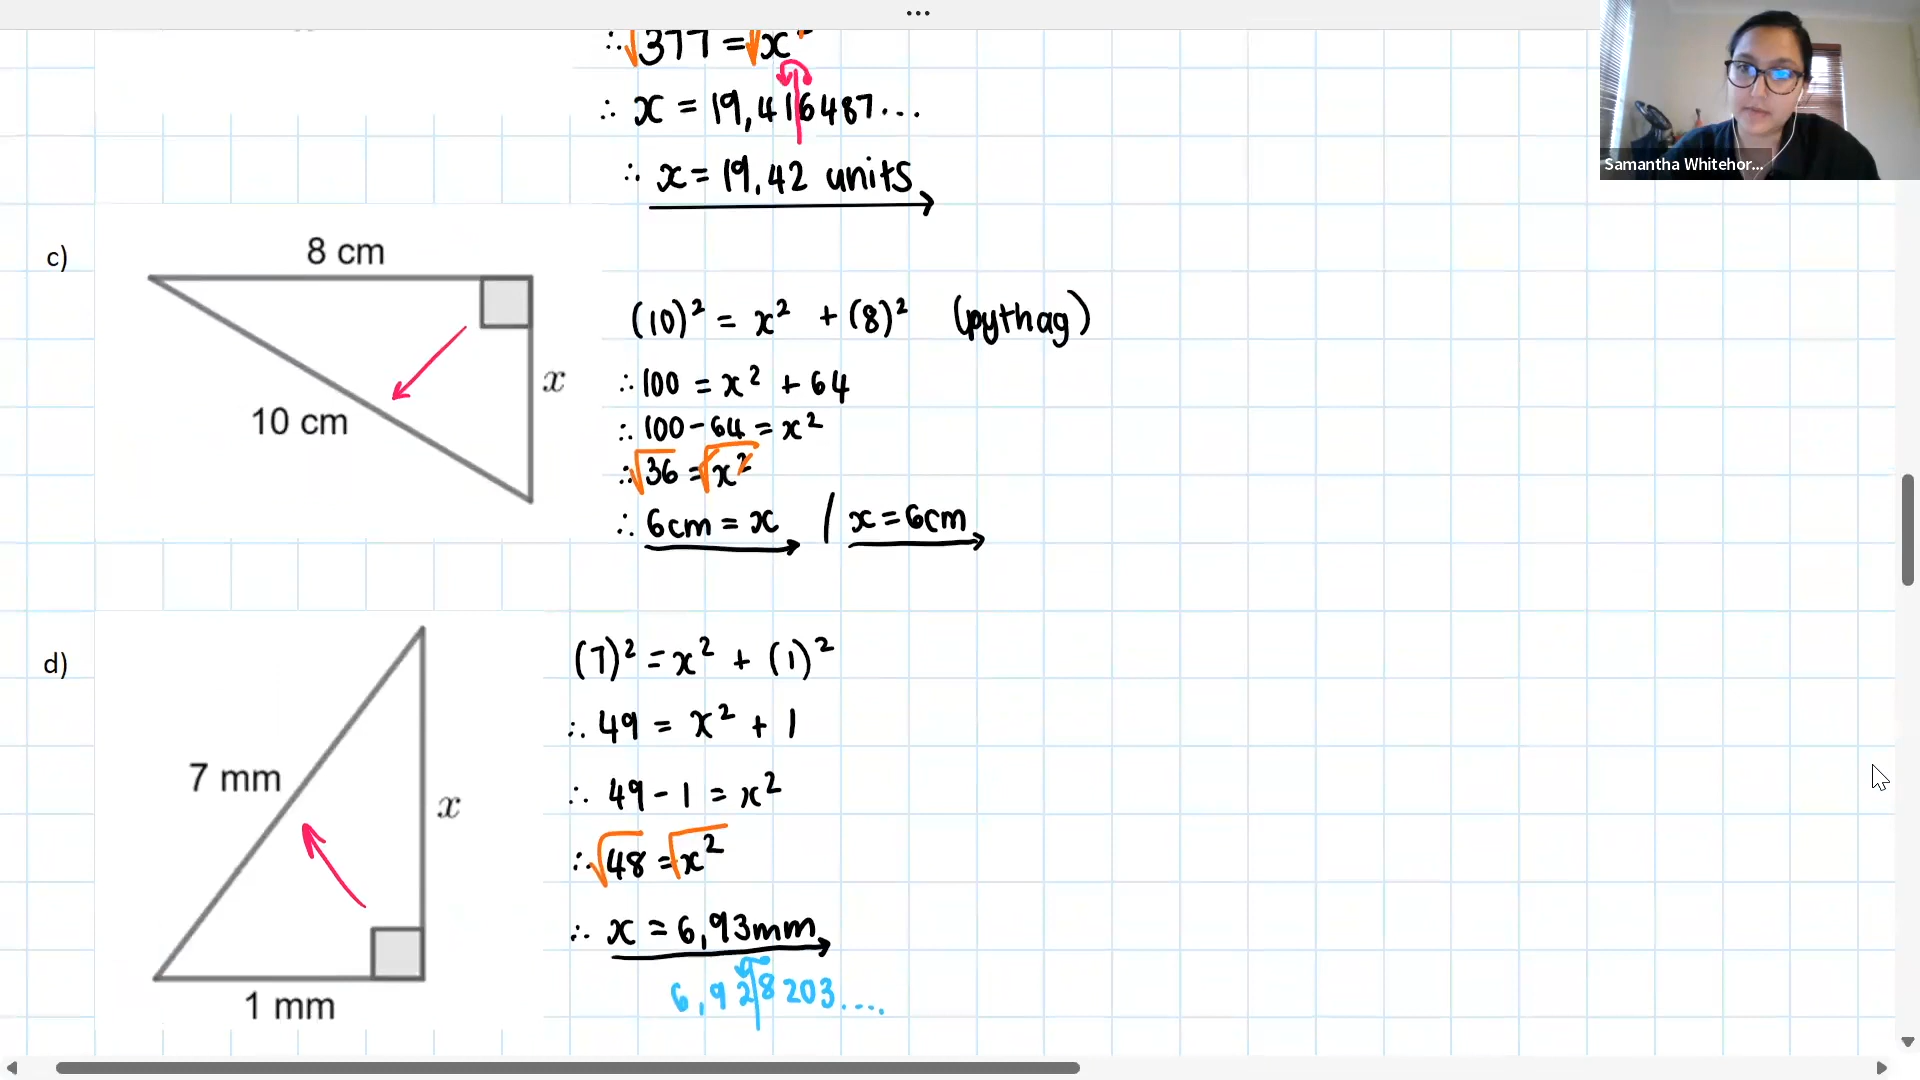 ∴ √377 = √x²
∴ x = 19,416487...
∴ x = 19,42 units
Samantha Whitehor...
c)
8 cm
10 cm
x
(10)² = x² + (8)² (pythag)
∴ 100 = x² + 64
∴ 100 - 64 = x²
∴ √36 = √x²
∴ 6cm = x / x = 6cm
d)
7 mm
x
1 mm
(7)² = x² + (1)²
∴ 49 = x² + 1
∴ 49 - 1 = x²
∴ √48 = √x²
∴ x = 6,93mm
6,928203....